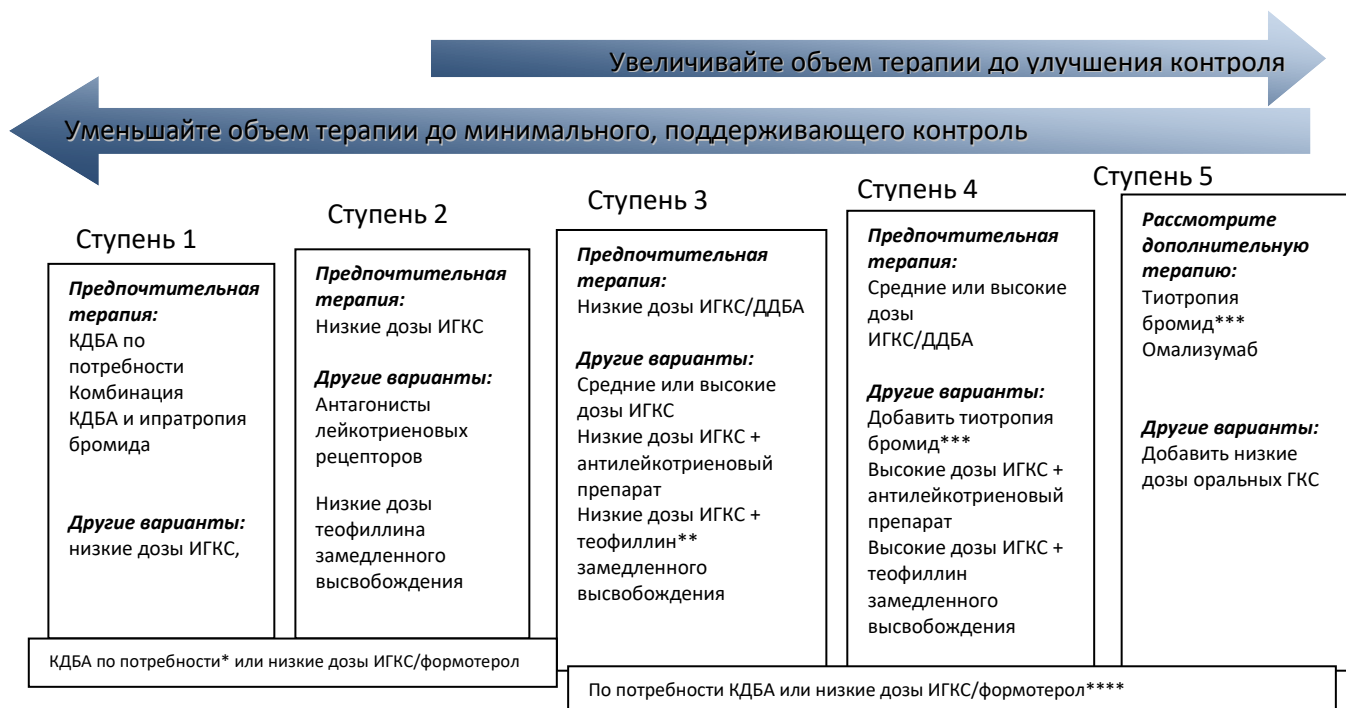 Увеличивайте объем терапии до улучшения контроля
Уменьшайте объем терапии до минимального, поддерживающего контроль
Ступень 1
Предпочтительная
терапия:
КДБА по
потребности
Комбинация
КДБА и ипратропия
бромида
Другие варианты:
низкие дозы ИГКС,
Ступень 2
Предпочтительная
терапия:
Низкие дозы ИГКС
Другие варианты:
Антагонисты
лейкотриеновых
рецепторов
Низкие дозы
теофиллина
замедленного
высвобождения
Ступень 3
Предпочтительная
терапия:
Низкие дозы ИГКС/ДДБА
Другие варианты:
Средние или высокие
дозы ИГКС
Низкие дозы ИГКС +
антилейкотриеновый
препарат
Низкие дозы ИГКС +
теофиллин**
замедленного
высвобождения
Ступень 4
Предпочтительная
терапия:
Средние или высокие
дозы
ИГКС/ДДБА
Другие варианты:
Добавить тиотропия
бромид***
Высокие дозы ИГКС +
антилейкотриеновый
препарат
Высокие дозы ИГКС +
теофиллин
замедленного
высвобождения
Ступень 5
Рассмотрите
дополнительную
терапию:
Тиотропия
бромид***
Омализумаб
Другие варианты:
Добавить низкие
дозы оральных ГКС
КДБА по потребности* или низкие дозы ИГКС/формотерол
По потребности КДБА или низкие дозы ИГКС/формотерол****